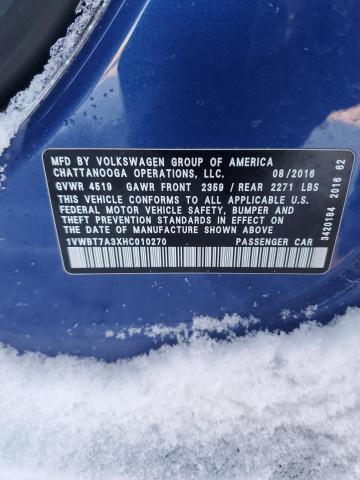 MFD BY VOLKSWAGEN GROUP OF AMERICA
CHATTANOOGA OPERATIONS, LLC. 08/2016
GVWR 4519 GAWR FRONT 2359 / REAR 2271 LBS
THIS VEHICLE CONFORMS TO ALL APPLICABLE U.S.
FEDERAL MOTOR VEHICLE SAFETY, BUMPER AND
THEFT PREVENTION STANDARDS IN EFFECT ON
THE DATE OF MANUFACTURE SHOWN ABOVE
1VWBT7A3XHC010270 PASSENGER CAR
3420184 2016 62